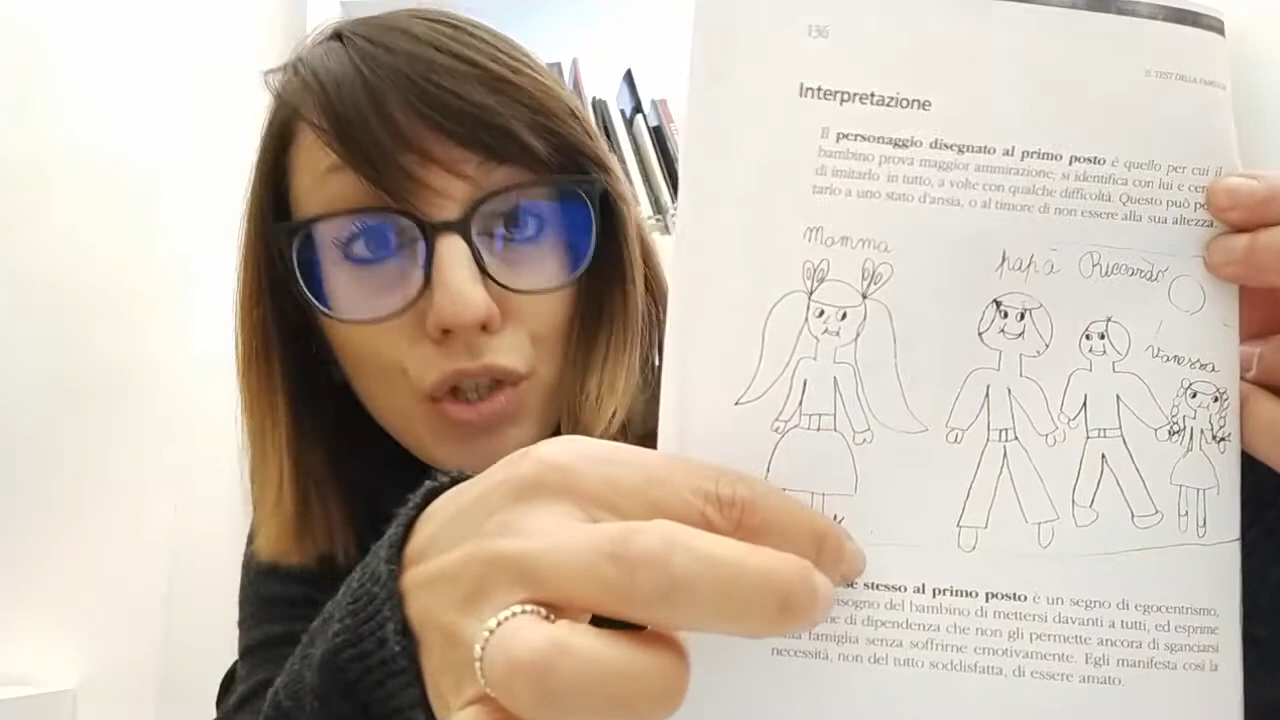 136
IL TEST DELLA
Interpretazione
Il personaggio disegnato al primo posto è quello per cui il
bambino prova maggior ammirazione, si identifica con lui e
di imitarlo in tutto, a volte con qualche difficoltà. Questo può
tarlo a uno stato d'ansia, o al timore di non essere alla sua altezza.
Mamma
papà Riccardo
Vanessa
se stesso al primo posto è un segno di egocentrismo,
bisogno del bambino di mettersi davanti a tutti, ed esprime
di dipendenza che non gli permette ancora di sganciarsi
famiglia senza soffrirne emotivamente. Egli manifesta così la
necessità, non del tutto soddisfatta, di essere amato.